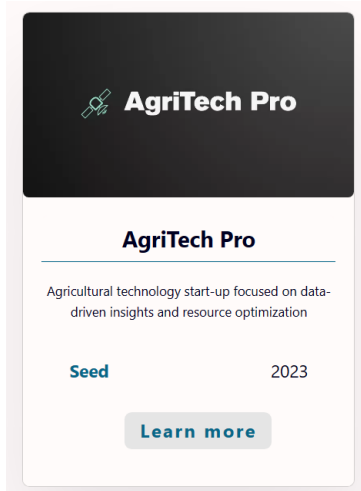 AgriTech Pro
AgriTech Pro
Agricultural technology start-up focused on data-
driven insights and resource optimization
Seed 2023
Learn more